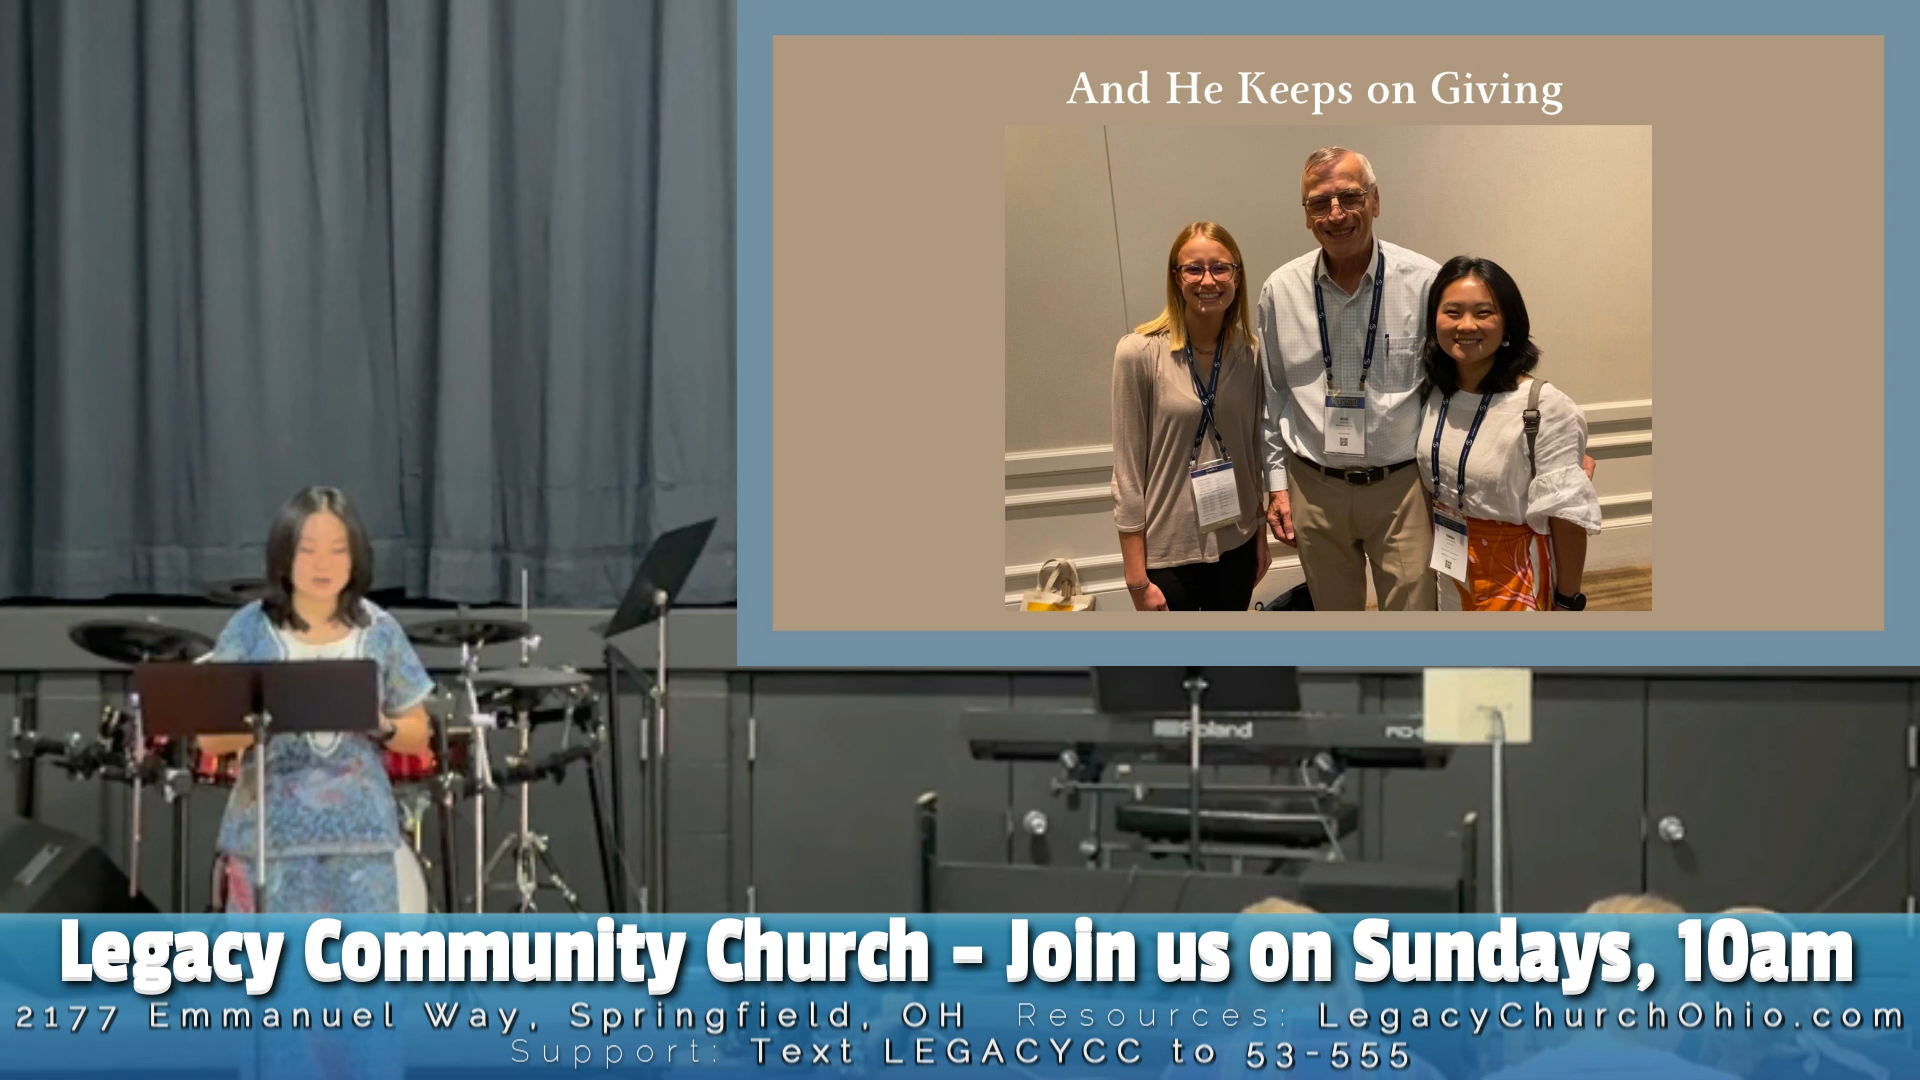 And He Keeps on Giving
Roland
Legacy Community Church - Join us on Sundays, 10am
2177 Emmanuel Way, Springfield, OH Resources: LegacyChurchOhio.com
Support: Text LEGACYCC to 53-555